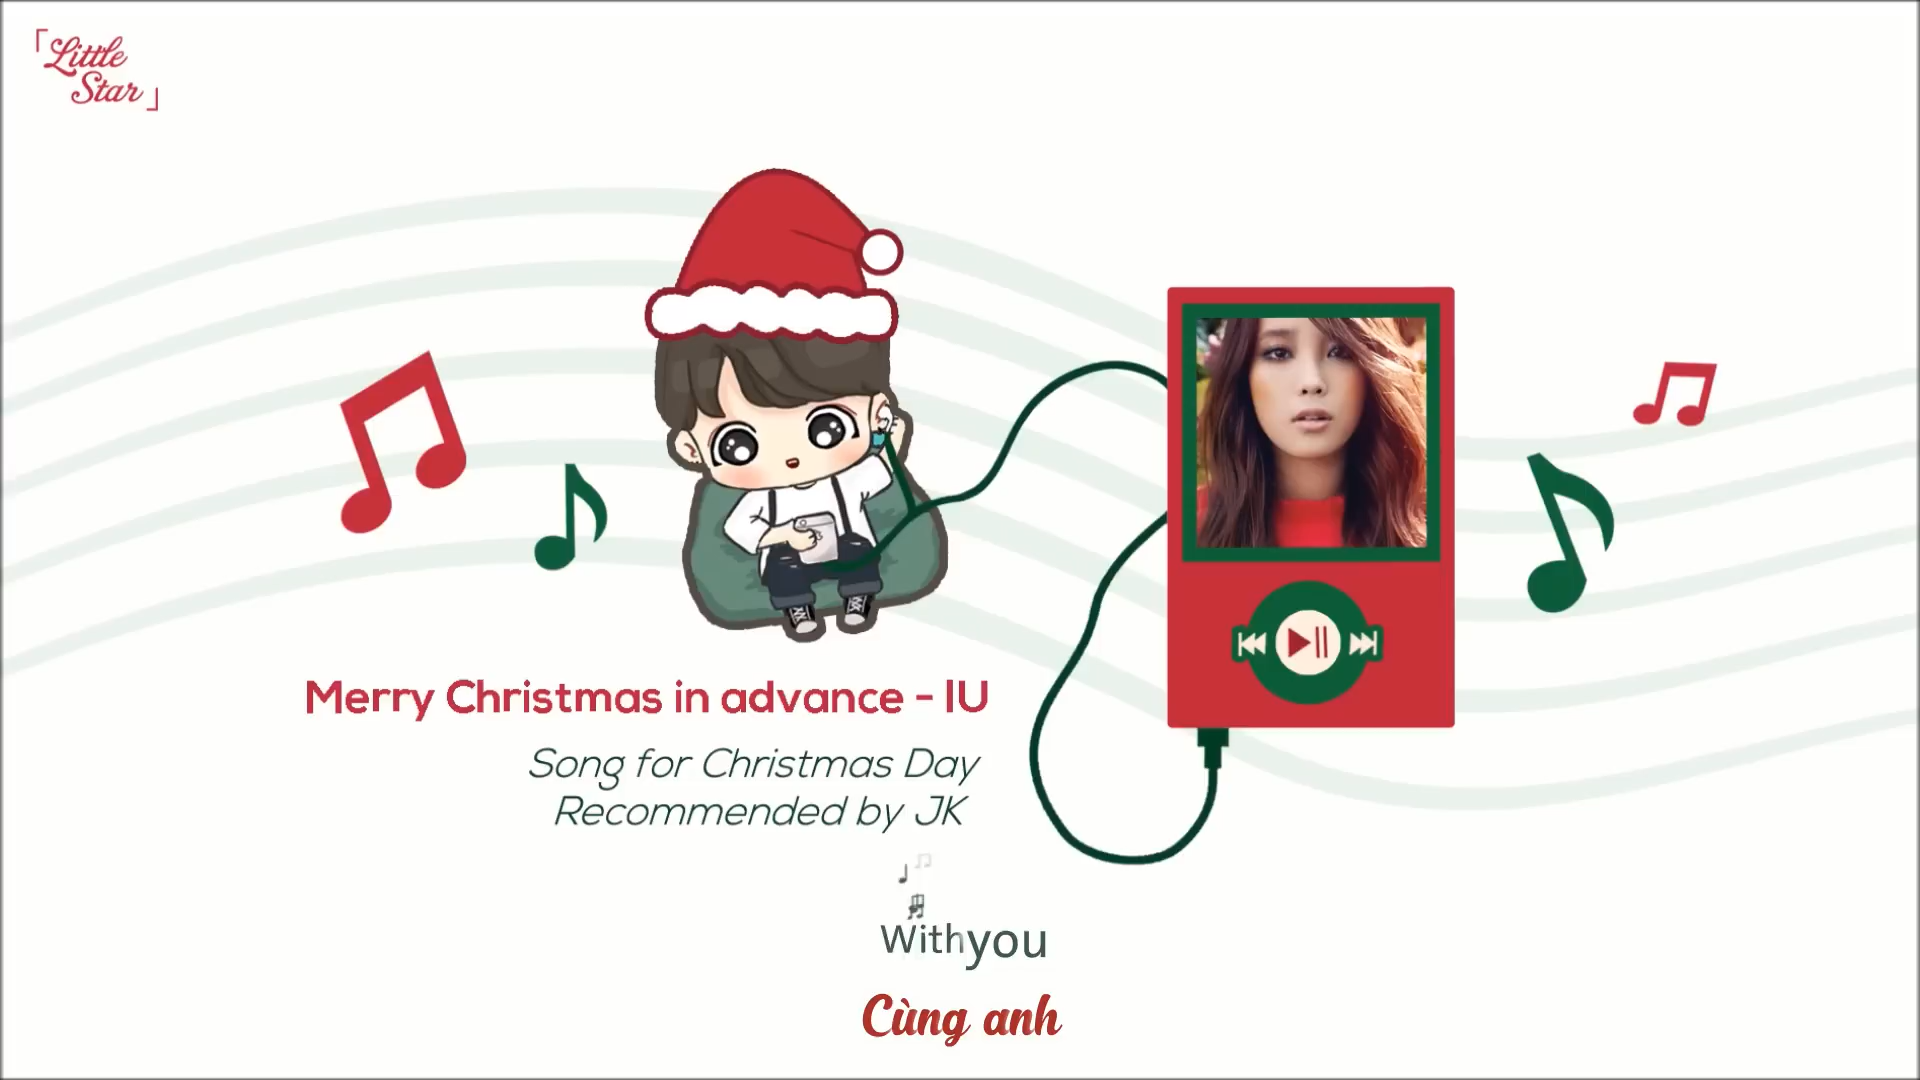 「Little
Star」
Merry Christmas in advance - IU
Song for Christmas Day
Recommended by JK
With you
Cùng anh